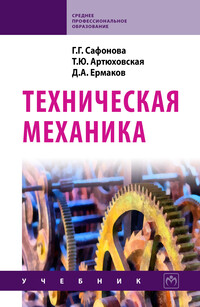 СРЕДНЕЕ
ПРОФЕССИОНАЛЬНОЕ
ОБРАЗОВАНИЕ
Г.Г. Сафонова
Т.Ю. Артюховская
Д.А. Ермаков
ТЕХНИЧЕСКАЯ
МЕХАНИКА
УЧЕБНИК